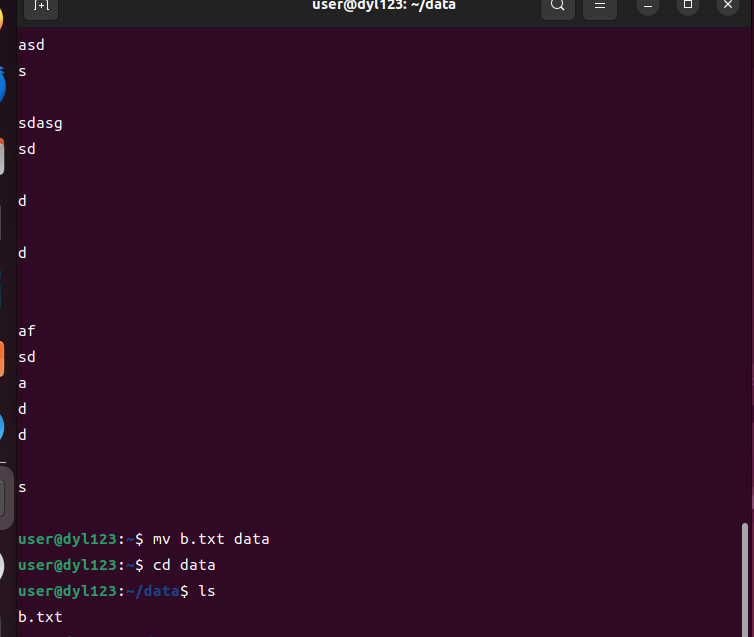 user@dyl123: ~/data
asd
s
sdasg
sd
d
d
af
sd
a
d
d
s
user@dyl123:~$ mv b.txt data
user@dyl123:~$ cd data
user@dyl123:~/data$ ls
b.txt